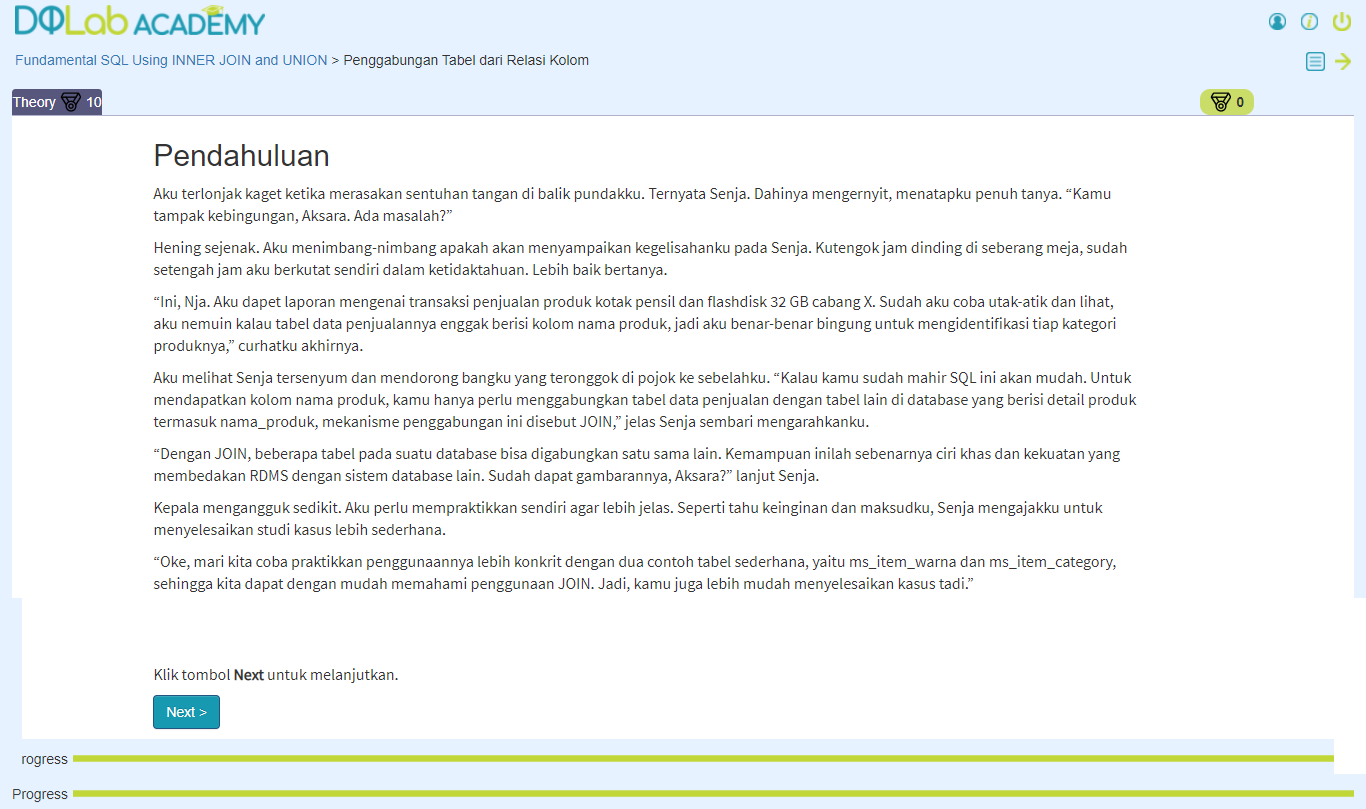 DQLab ACADEMY
Fundamental SQL Using INNER JOIN and UNION > Penggabungan Tabel dari Relasi Kolom
Theory 10
0
Pendahuluan
Aku terlonjak kaget ketika merasakan sentuhan tangan di balik pundakku. Ternyata Senja. Dahinya mengernyit, menatapku penuh tanya. “Kamu
tampak kebingungan, Aksara. Ada masalah?”
Hening sejenak. Aku menimbang-nimbang apakah akan menyampaikan kegelisahanku pada Senja. Kutengok jam dinding di seberang meja, sudah
setengah jam aku berkutat sendiri dalam ketidaktahuan. Lebih baik bertanya.
“Ini, Nja. Aku dapet laporan mengenai transaksi penjualan produk kotak pensil dan flashdisk 32 GB cabang X. Sudah aku coba utak-atik dan lihat,
aku nemuin kalau tabel data penjualannya enggak berisi kolom nama produk, jadi aku benar-benar bingung untuk mengidentifikasi tiap kategori
produknya,” curhatku akhirnya.
Aku melihat Senja tersenyum dan mendorong bangku yang teronggok di pojok ke sebelahku. “Kalau kamu sudah mahir SQL ini akan mudah. Untuk
mendapatkan kolom nama produk, kamu hanya perlu menggabungkan tabel data penjualan dengan tabel lain di database yang berisi detail produk
termasuk nama_produk, mekanisme penggabungan ini disebut JOIN,” jelas Senja sembari mengarahkanku.
“Dengan JOIN, beberapa tabel pada suatu database bisa digabungkan satu sama lain. Kemampuan inilah sebenarnya ciri khas dan kekuatan yang
membedakan RDMS dengan sistem database lain. Sudah dapat gambarannya, Aksara?” lanjut Senja.
Kepala mengangguk sedikit. Aku perlu mempraktikkan sendiri agar lebih jelas. Seperti tahu keinginan dan maksudku, Senja mengajakku untuk
menyelesaikan studi kasus lebih sederhana.
“Oke, mari kita coba praktikkan penggunaannya lebih konkrit dengan dua contoh tabel sederhana, yaitu ms_item_warna dan ms_item_category,
sehingga kita dapat dengan mudah memahami penggunaan JOIN. Jadi, kamu juga lebih mudah menyelesaikan kasus tadi.”
Klik tombol Next untuk melanjutkan.
Next >
rogress
Progress